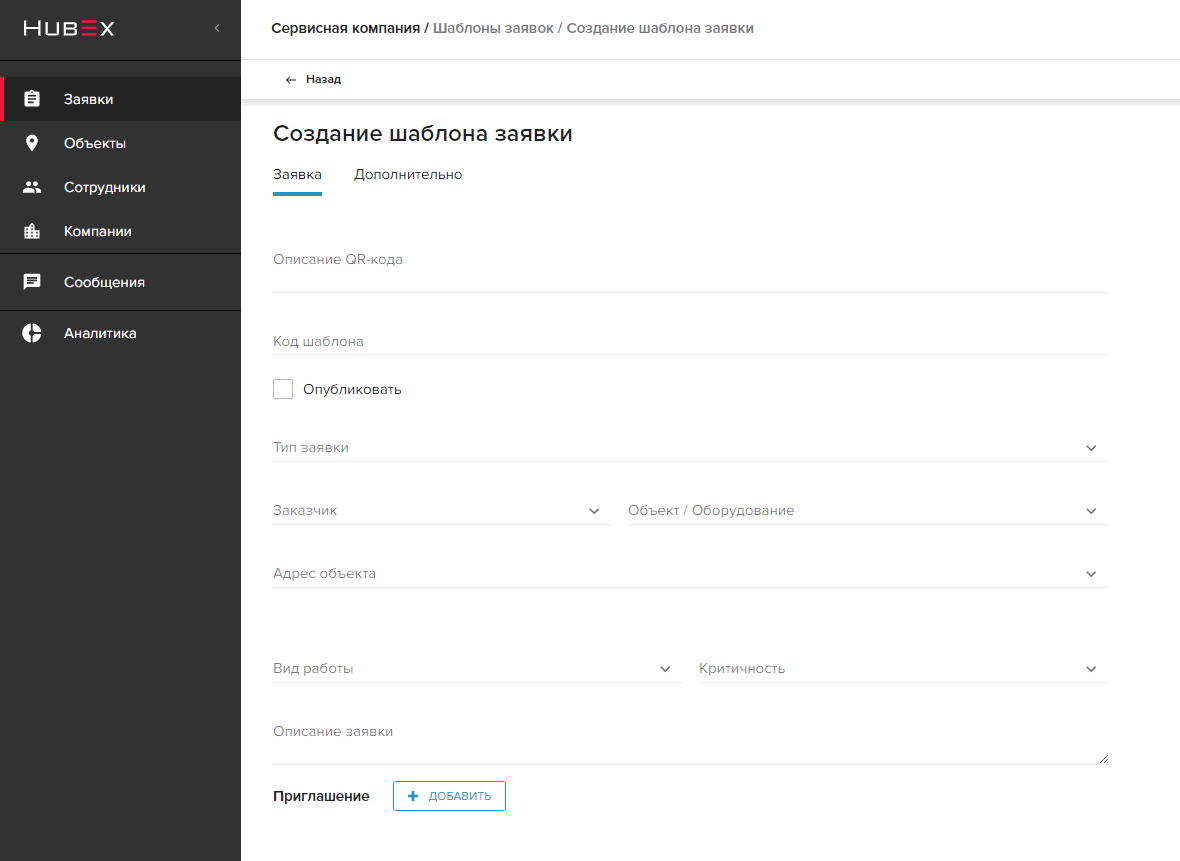 HUBEX
Сервисная компания / Шаблоны заявок / Создание шаблона заявки
Назад
Заявки
Объекты
Сотрудники
Компании
Сообщения
Аналитика
Создание шаблона заявки
Заявка Дополнительно
Описание QR-кода
Код шаблона
Опубликовать
Тип заявки
Заказчик Объект / Оборудование
Адрес объекта
Вид работы Критичность
Описание заявки
Приглашение + ДОБАВИТЬ